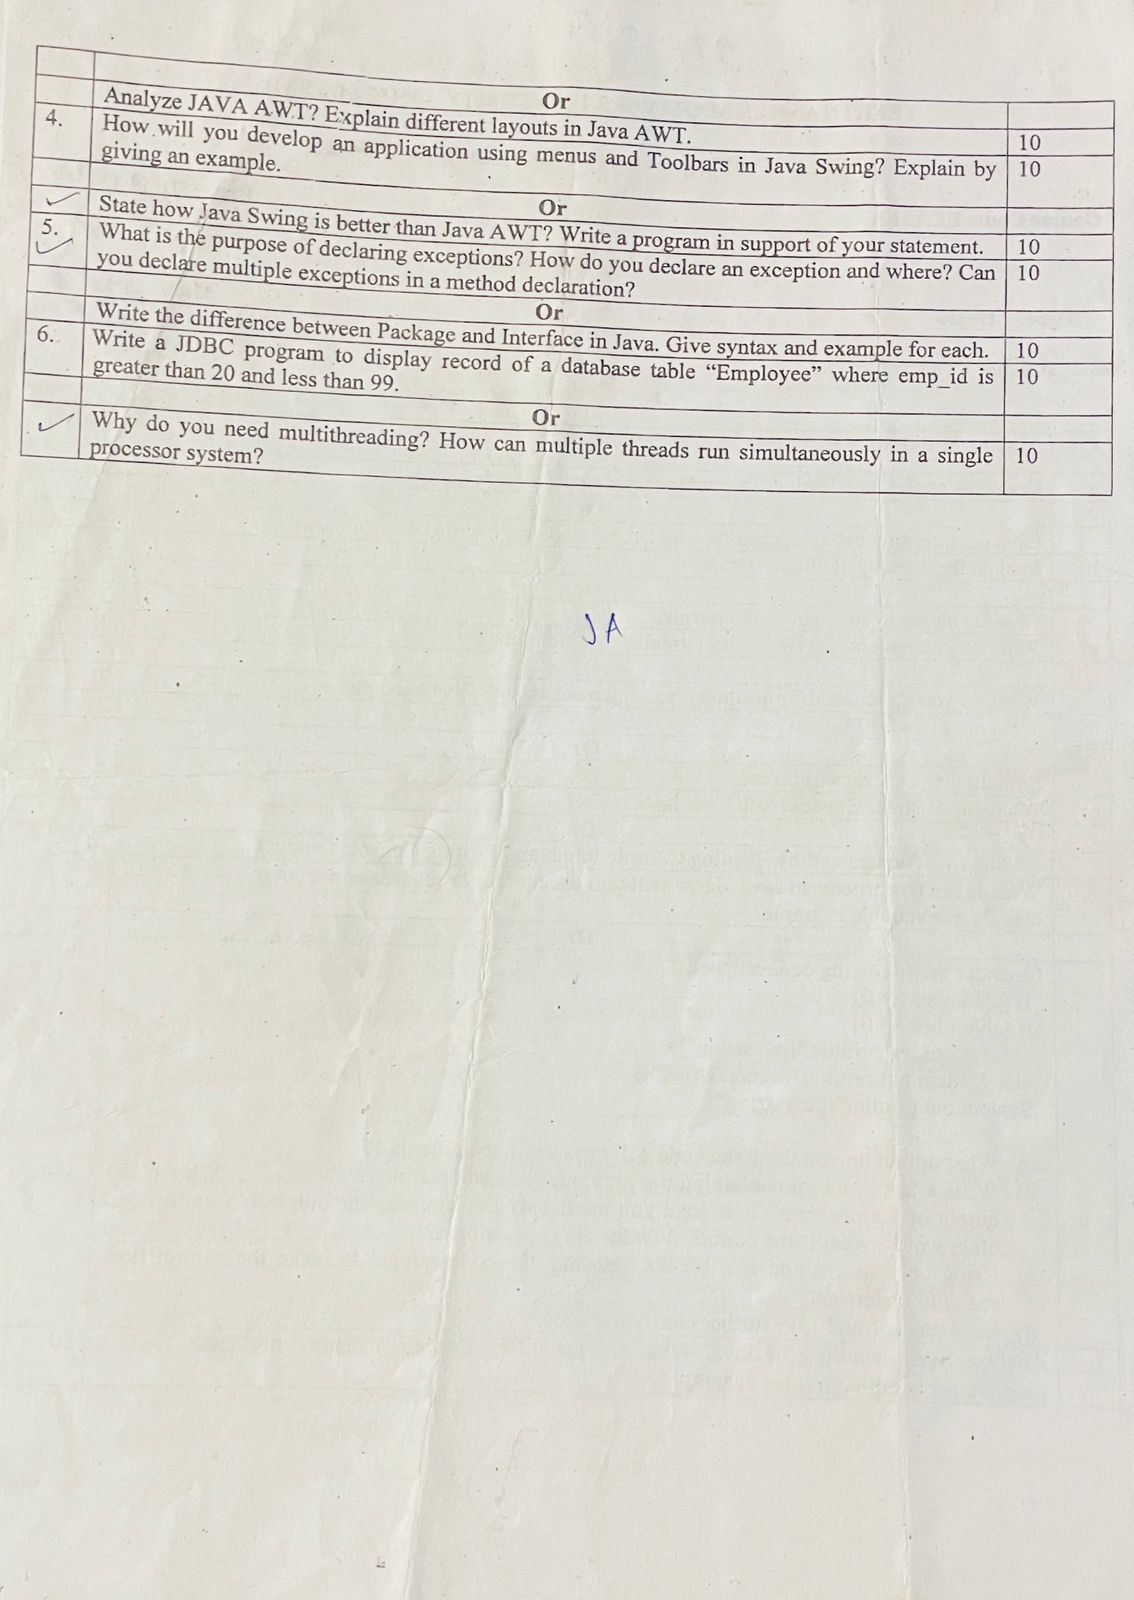 Or
Analyze JAVA AWT? Explain different layouts in Java AWT. 10
4. How will you develop an application using menus and Toolbars in Java Swing? Explain by 10
giving an example.
Or
State how Java Swing is better than Java AWT? Write a program in support of your statement. 10
5. What is the purpose of declaring exceptions? How do you declare an exception and where? Can 10
you declare multiple exceptions in a method declaration?
Or
Write the difference between Package and Interface in Java. Give syntax and example for each. 10
6. Write a JDBC program to display record of a database table “Employee” where emp_id is 10
greater than 20 and less than 99.
Or
Why do you need multithreading? How can multiple threads run simultaneously in a single 10
processor system?
JA